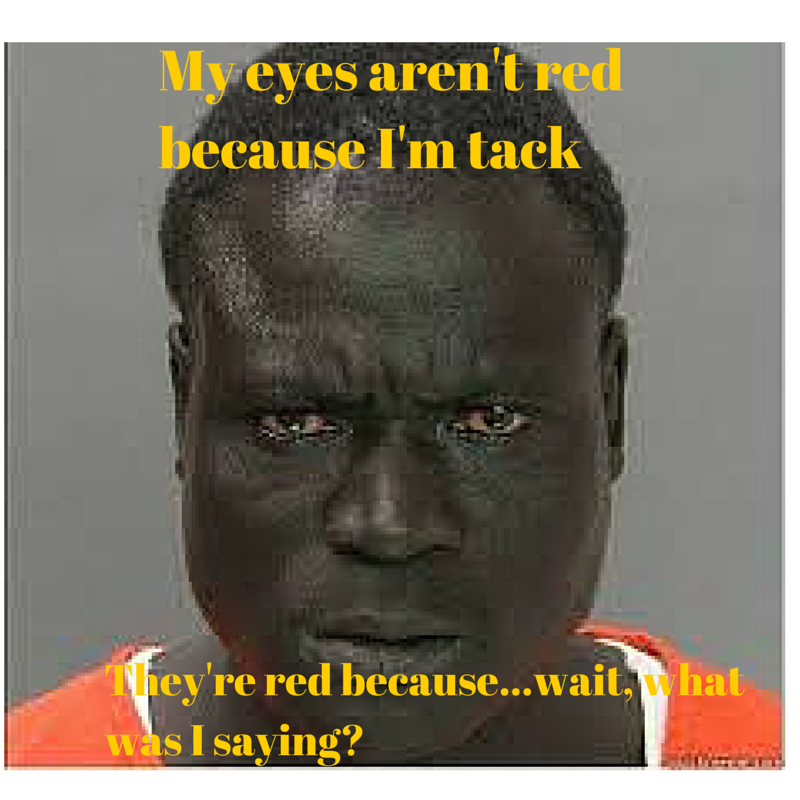 My eyes aren't red
because I'm tack
They're red because...wait, what
was I saying?